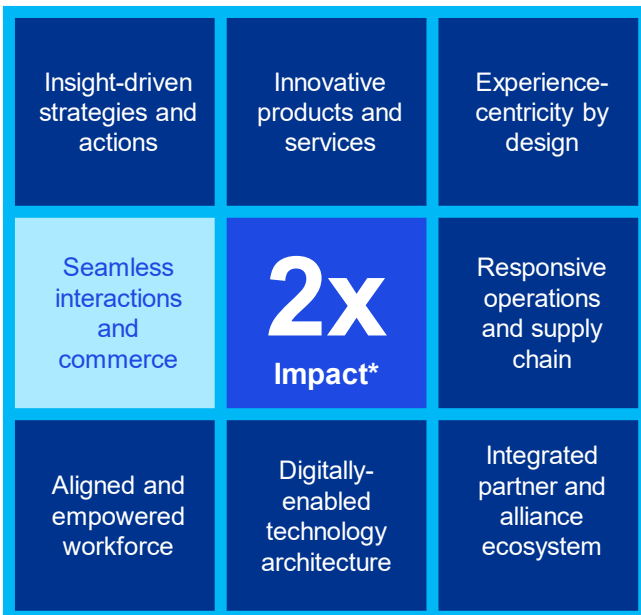 Insight-driven
strategies and
actions
Innovative
products and
services
Experience-
centricity by
design
Seamless
interactions
and
commerce
2x
Impact*
Responsive
operations
and supply
chain
Aligned and
empowered
workforce
Digitally-
enabled
technology
architecture
Integrated
partner and
alliance
ecosystem